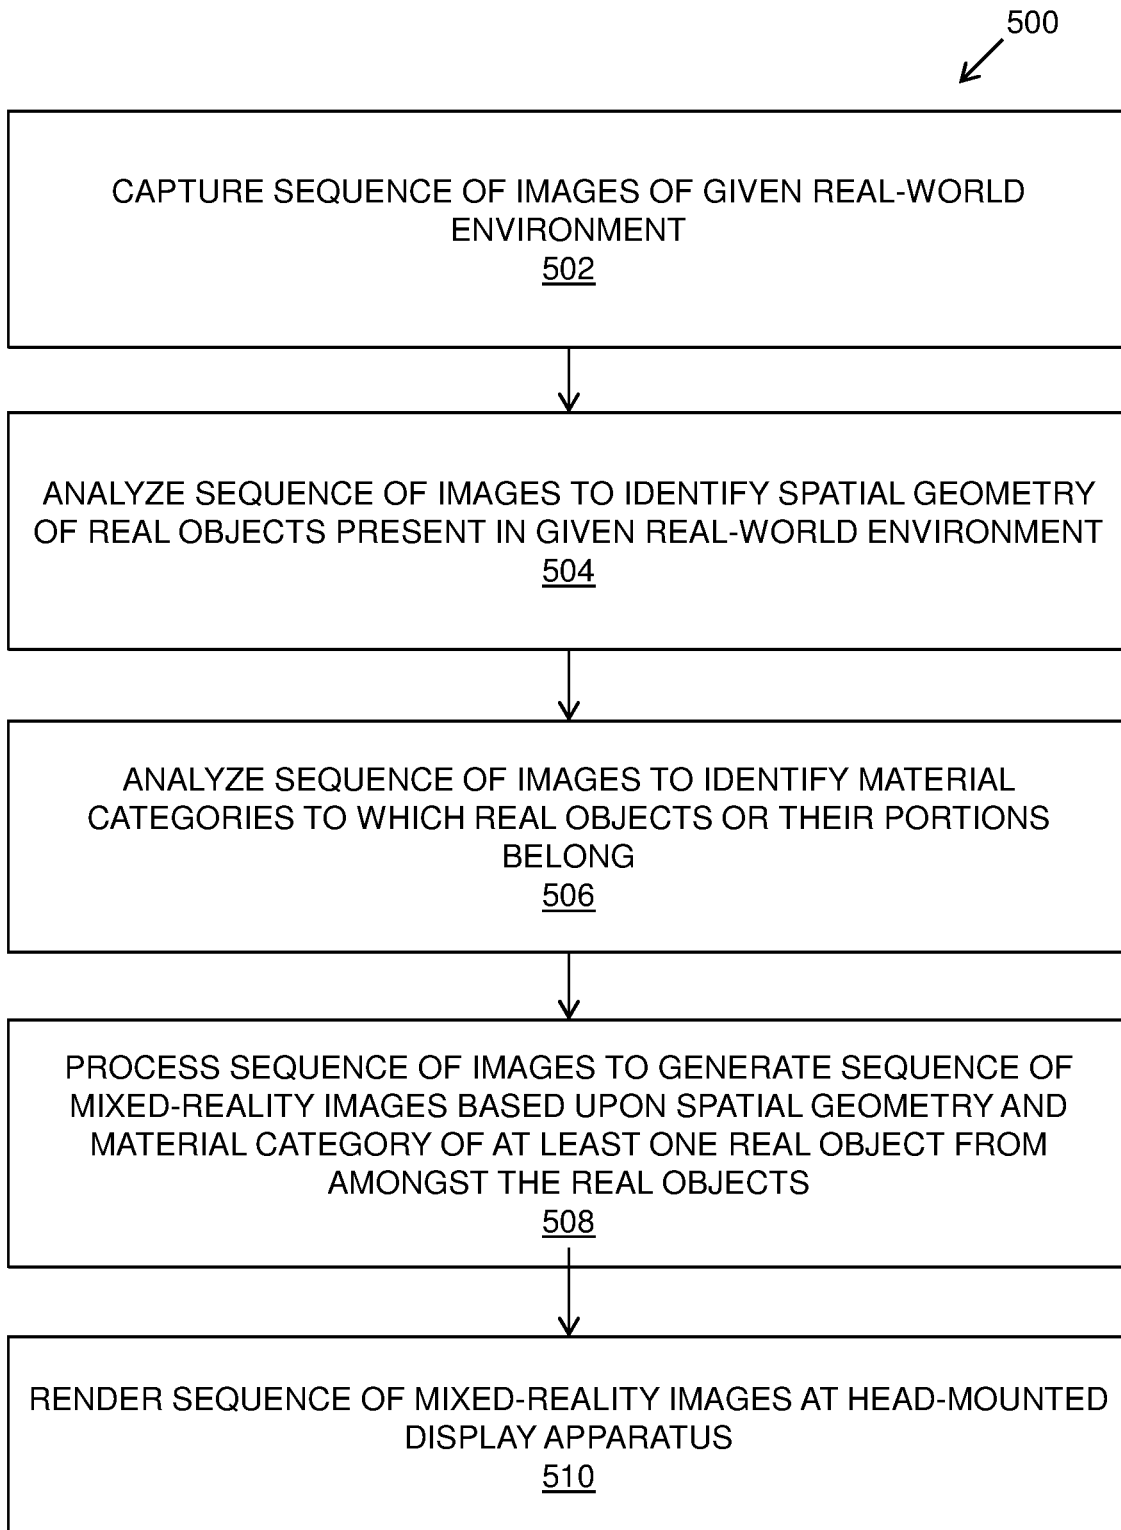 500
CAPTURE SEQUENCE OF IMAGES OF GIVEN REAL-WORLD
ENVIRONMENT
502
ANALYZE SEQUENCE OF IMAGES TO IDENTIFY SPATIAL GEOMETRY
OF REAL OBJECTS PRESENT IN GIVEN REAL-WORLD ENVIRONMENT
504
ANALYZE SEQUENCE OF IMAGES TO IDENTIFY MATERIAL
CATEGORIES TO WHICH REAL OBJECTS OR THEIR PORTIONS
BELONG
506
PROCESS SEQUENCE OF IMAGES TO GENERATE SEQUENCE OF
MIXED-REALITY IMAGES BASED UPON SPATIAL GEOMETRY AND
MATERIAL CATEGORY OF AT LEAST ONE REAL OBJECT FROM
AMONGST THE REAL OBJECTS
508
RENDER SEQUENCE OF MIXED-REALITY IMAGES AT HEAD-MOUNTED
DISPLAY APPARATUS
510